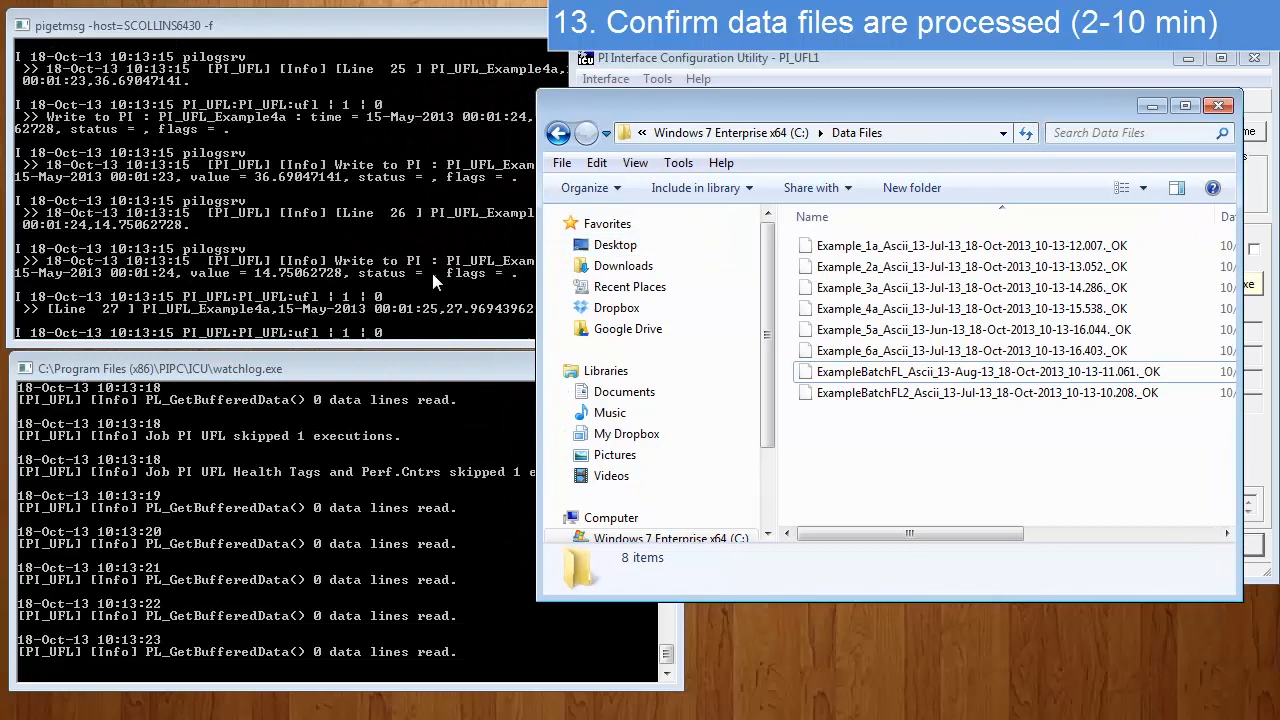 13. Confirm data files are processed (2-10 min)
pigetmsg -host=SCOLLINS6430 -f
I 18-Oct-13 10:13:15 pilogsrv
>> 18-Oct-13 10:13:15 [PI_UFL] [Info] [Line 25 ] PI_UFL_Example4a,
00:01:23,36.69047141.
I 18-Oct-13 10:13:15 PI_UFL:PI_UFL:ufl ¦ 1 ¦ 0
>> Write to PI : PI_UFL_Example4a : time = 15-May-2013 00:01:24,
62728, status = , flags = .
I 18-Oct-13 10:13:15 pilogsrv
>> 18-Oct-13 10:13:15 [PI_UFL] [Info] Write to PI : PI_UFL_Exam
15-May-2013 00:01:23, value = 36.69047141, status = , flags = .
I 18-Oct-13 10:13:15 pilogsrv
>> 18-Oct-13 10:13:15 [PI_UFL] [Info] [Line 26 ] PI_UFL_Exampl
00:01:24,14.75062728.
I 18-Oct-13 10:13:15 pilogsrv
>> 18-Oct-13 10:13:15 [PI_UFL] [Info] Write to PI : PI_UFL_Exam
15-May-2013 00:01:24, value = 14.75062728, status = , flags = .
I 18-Oct-13 10:13:15 PI_UFL:PI_UFL:ufl ¦ 1 ¦ 0
>> [Line 27 ] PI_UFL_Example4a,15-May-2013 00:01:25,27.96943962
I 18-Oct-13 10:13:15 PI_UFL:PI_UFL:ufl ¦ 1 ¦ 0
C:\Program Files (x86)\PIPC\ICU\watchlog.exe
18-Oct-13 10:13:18
[PI_UFL] [Info] PL_GetBufferedData() 0 data lines read.
18-Oct-13 10:13:18
[PI_UFL] [Info] Job PI UFL skipped 1 executions.
18-Oct-13 10:13:18
[PI_UFL] [Info] Job PI UFL Health Tags and Perf.Cntrs skipped 1 e
18-Oct-13 10:13:19
[PI_UFL] [Info] PL_GetBufferedData() 0 data lines read.
18-Oct-13 10:13:20
[PI_UFL] [Info] PL_GetBufferedData() 0 data lines read.
18-Oct-13 10:13:21
[PI_UFL] [Info] PL_GetBufferedData() 0 data lines read.
18-Oct-13 10:13:22
[PI_UFL] [Info] PL_GetBufferedData() 0 data lines read.
18-Oct-13 10:13:23
[PI_UFL] [Info] PL_GetBufferedData() 0 data lines read.
PI Interface Configuration Utility - PI_UFL1
Interface Tools Help
« Windows 7 Enterprise x64 (C:) Data Files
Search Data Files
File Edit View Tools Help
Organize Include in library Share with New folder
Favorites
Desktop
Downloads
Recent Places
Dropbox
Google Drive
Libraries
Documents
Music
My Dropbox
Pictures
Videos
Computer
Windows 7 Enterprise x64 (C:)
Name Da
Example_1a_Ascii_13-Jul-13_18-Oct-2013_10-13-12.007._OK 10/
Example_2a_Ascii_13-Jul-13_18-Oct-2013_10-13-13.052._OK 10/
Example_3a_Ascii_13-Jul-13_18-Oct-2013_10-13-14.286._OK 10/
Example_4a_Ascii_13-Jul-13_18-Oct-2013_10-13-15.538._OK 10/
Example_5a_Ascii_13-Jun-13_18-Oct-2013_10-13-16.044._OK 10/
Example_6a_Ascii_13-Jul-13_18-Oct-2013_10-13-16.403._OK 10/
ExampleBatchFL_Ascii_13-Aug-13_18-Oct-2013_10-13-11.061._OK 10/
ExampleBatchFL2_Ascii_13-Jul-13_18-Oct-2013_10-13-10.208._OK 10/
8 items
me
xe